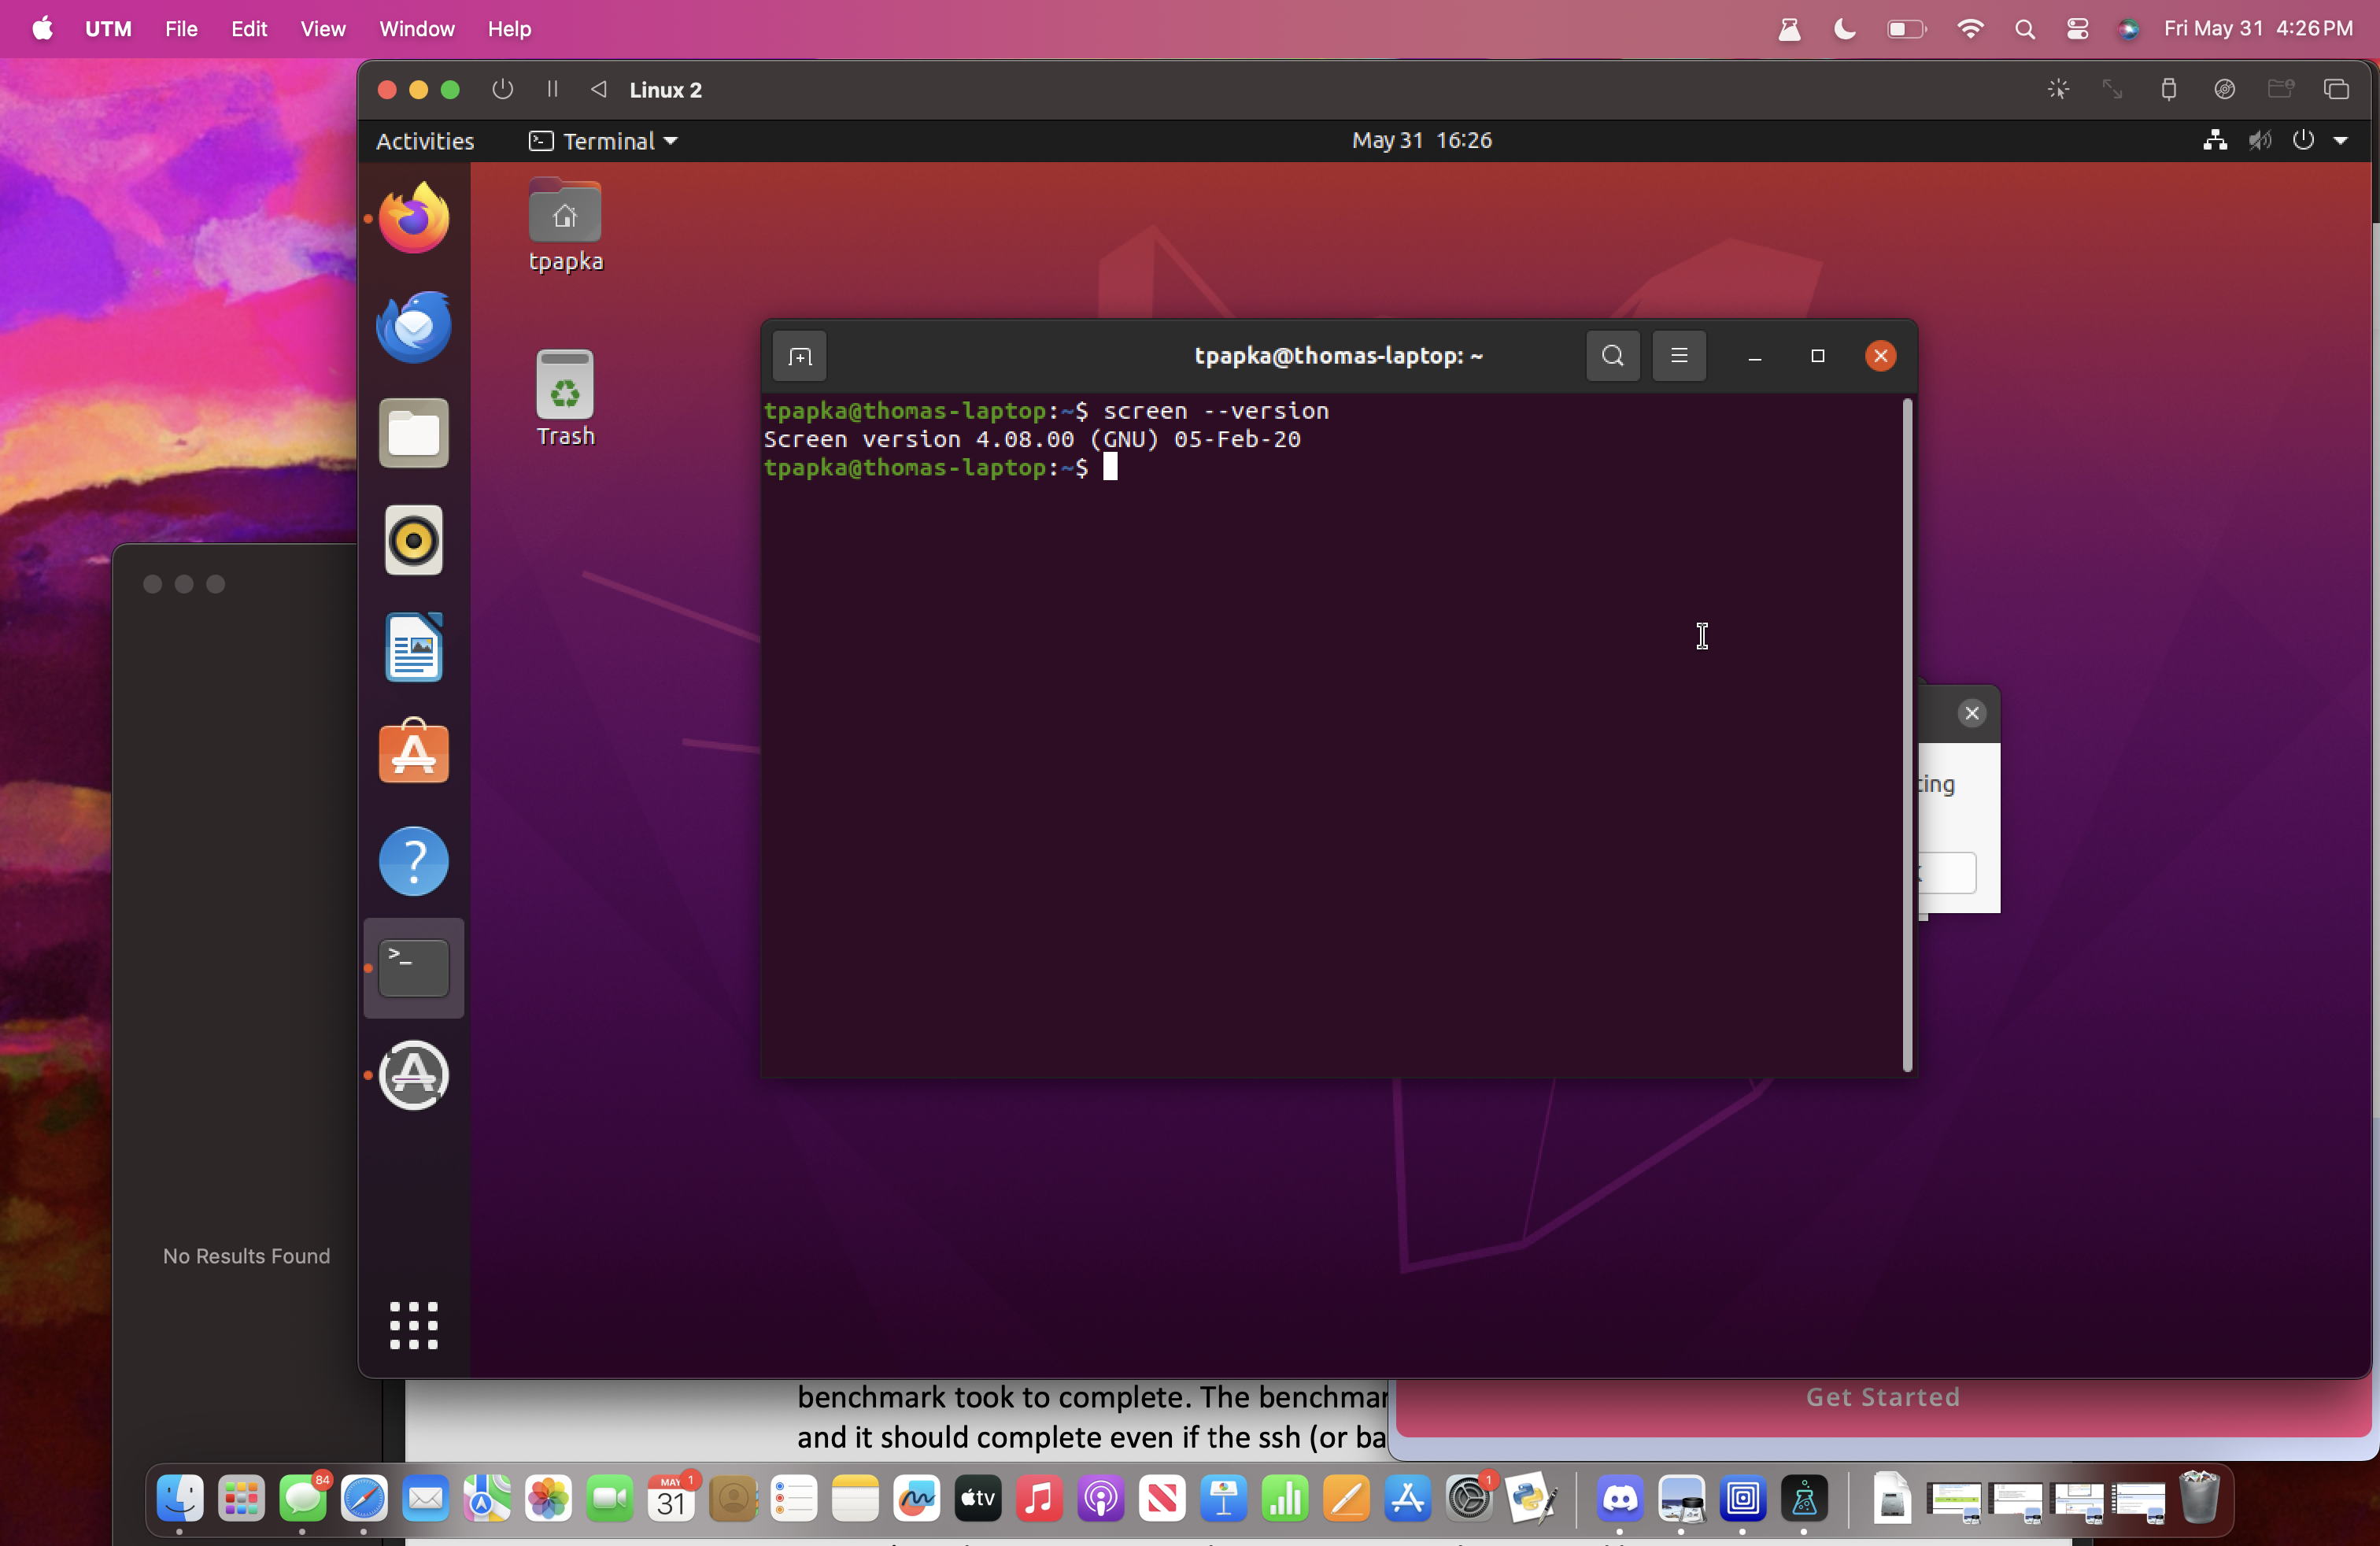 UTM File Edit View Window Help
Fri May 31 4:26 PM
Linux 2
Activities Terminal May 31 16:26
tpapka
Trash
tpapka@thomas-laptop: ~
tpapka@thomas-laptop:~$ screen --version
Screen version 4.08.00 (GNU) 05-Feb-20
tpapka@thomas-laptop:~$
ting
No Results Found
benchmark took to complete. The benchmar
and it should complete even if the ssh (or ba
Get Started
84
MAY
31
1
tv
1